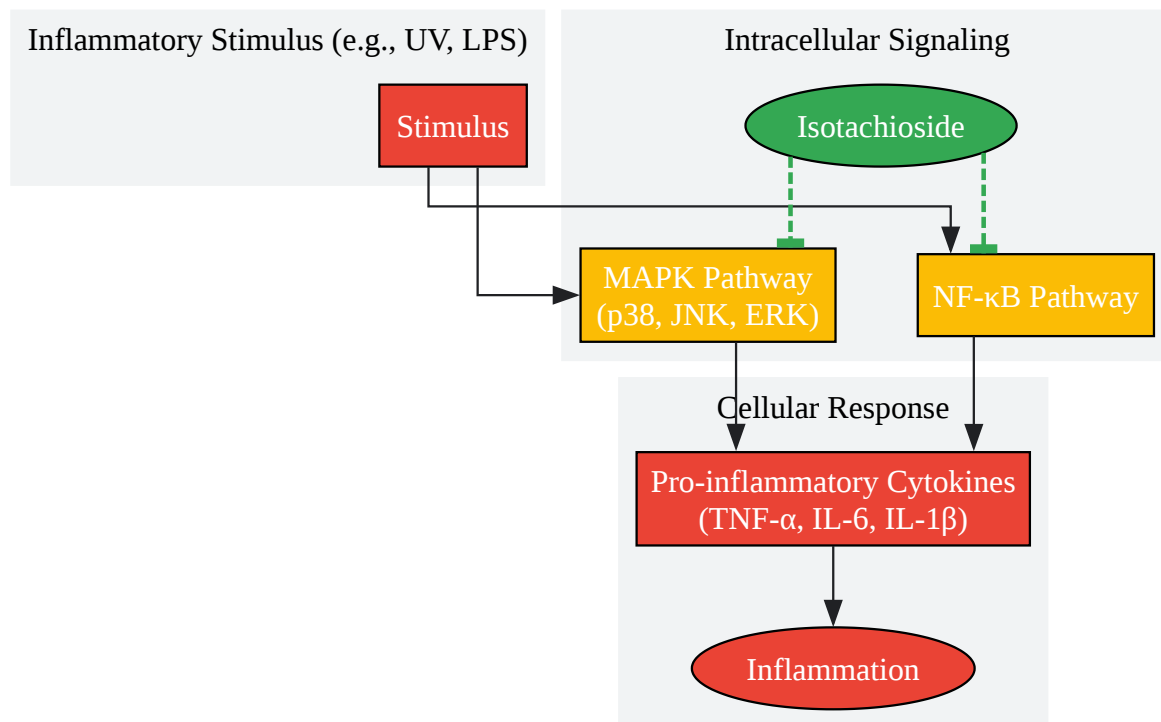 Inflammatory Stimulus (e.g., UV, LPS)
Intracellular Signaling
Stimulus
Isotachioside
MAPK Pathway
(p38, JNK, ERK)
NF-κB Pathway
Cellular Response
Pro-inflammatory Cytokines
(TNF-α, IL-6, IL-1β)
Inflammation